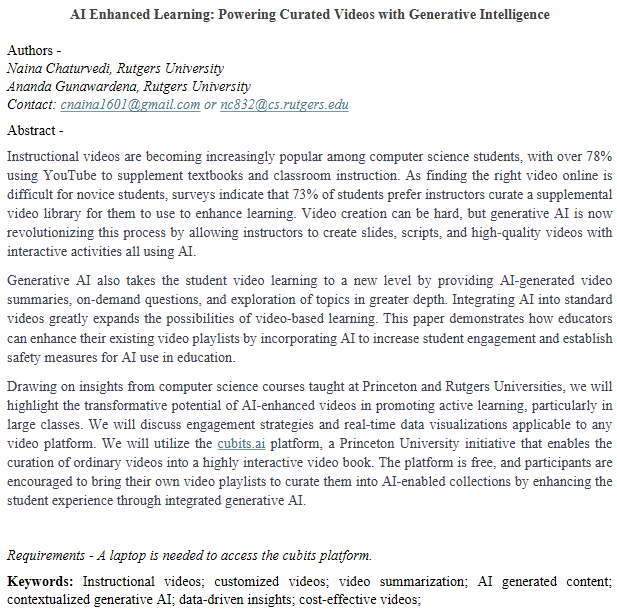 AI Enhanced Learning: Powering Curated Videos with Generative Intelligence
Authors -
Naina Chaturvedi, Rutgers University
Ananda Gunawardena, Rutgers University
Contact: cnaina1601@gmail.com or nc832@cs.rutgers.edu
Abstract -
Instructional videos are becoming increasingly popular among computer science students, with over 78%
using YouTube to supplement textbooks and classroom instruction. As finding the right video online is
difficult for novice students, surveys indicate that 73% of students prefer instructors curate a supplemental
video library for them to use to enhance learning. Video creation can be hard, but generative AI is now
revolutionizing this process by allowing instructors to create slides, scripts, and high-quality videos with
interactive activities all using AI.
Generative AI also takes the student video learning to a new level by providing AI-generated video
summaries, on-demand questions, and exploration of topics in greater depth. Integrating AI into standard
videos greatly expands the possibilities of video-based learning. This paper demonstrates how educators
can enhance their existing video playlists by incorporating AI to increase student engagement and establish
safety measures for AI use in education.
Drawing on insights from computer science courses taught at Princeton and Rutgers Universities, we will
highlight the transformative potential of AI-enhanced videos in promoting active learning, particularly in
large classes. We will discuss engagement strategies and real-time data visualizations applicable to any
video platform. We will utilize the cubits.ai platform, a Princeton University initiative that enables the
curation of ordinary videos into a highly interactive video book. The platform is free, and participants are
encouraged to bring their own video playlists to curate them into AI-enabled collections by enhancing the
student experience through integrated generative AI.
Requirements - A laptop is needed to access the cubits platform.
Keywords: Instructional videos; customized videos; video summarization; AI generated content;
contextualized generative AI; data-driven insights; cost-effective videos;